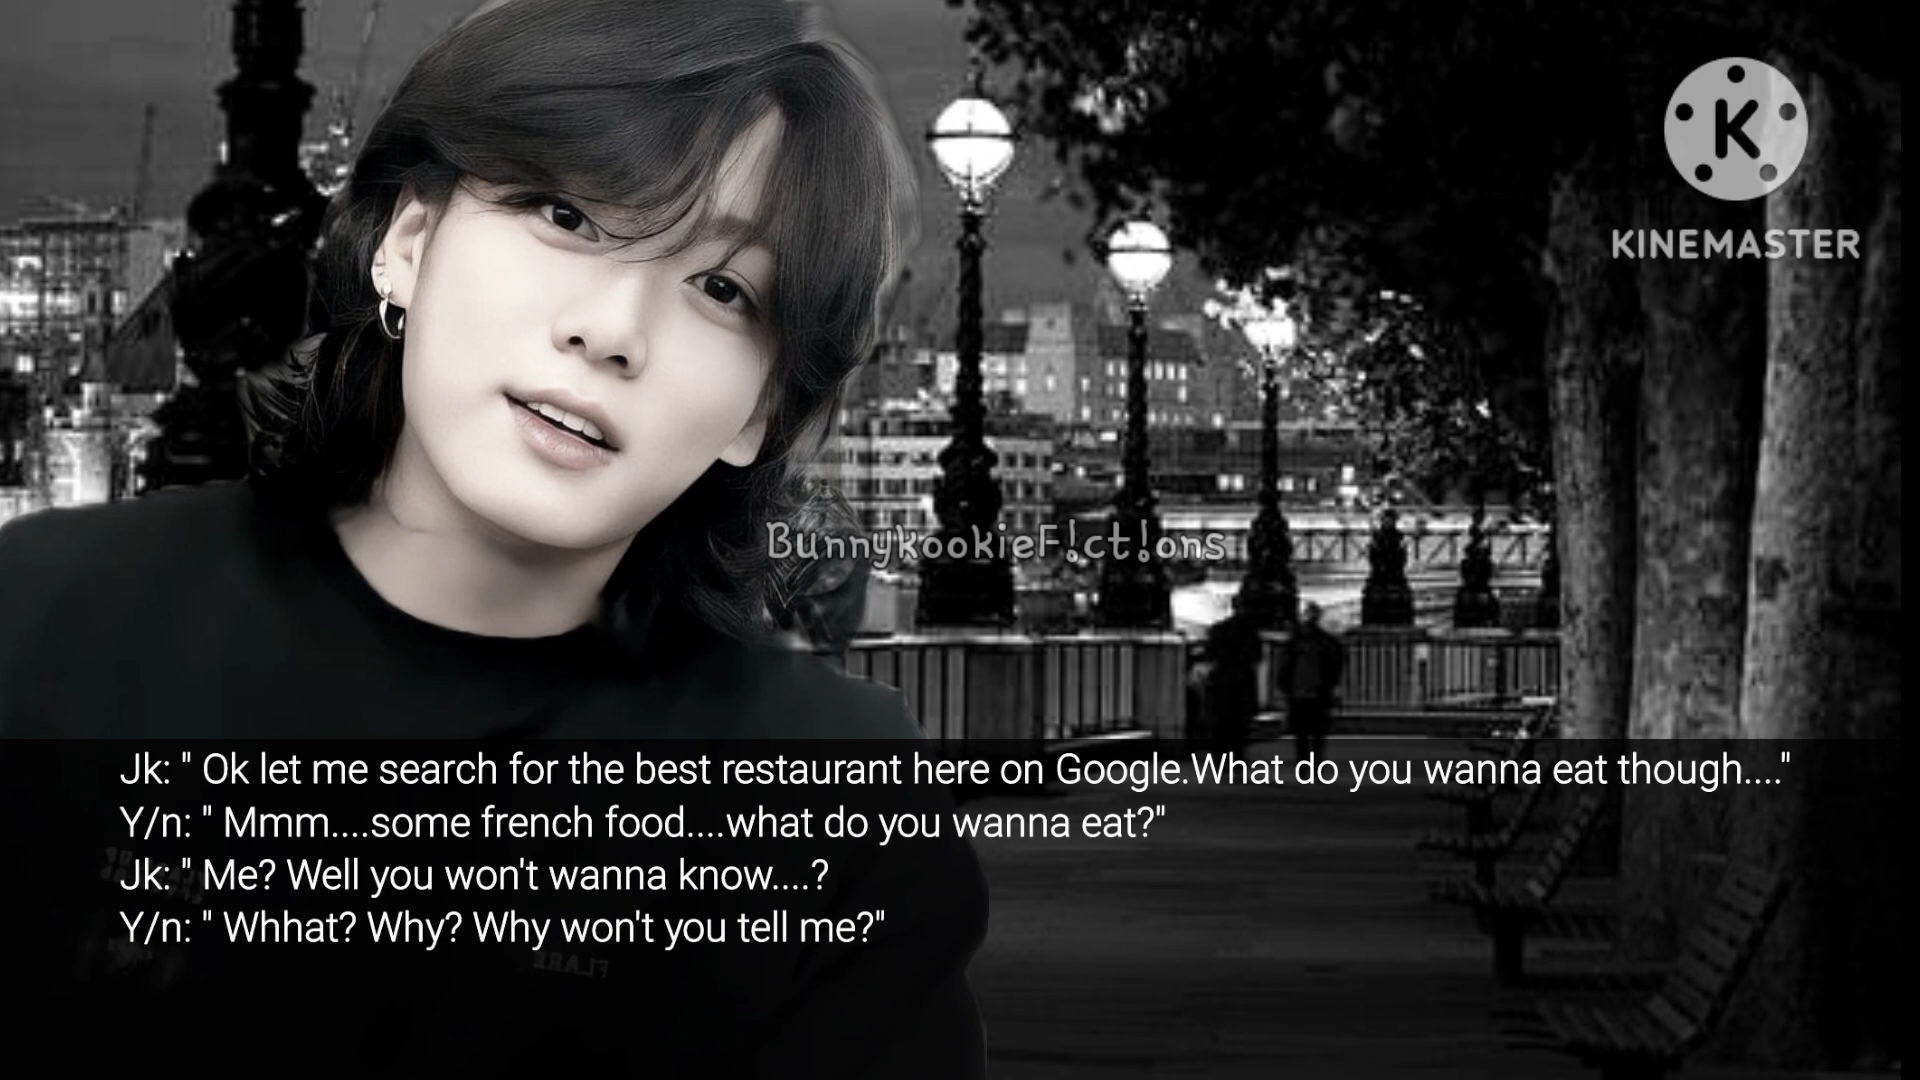 K
KINEMASTER
BunnykookieF!ct!ons
Jk: " Ok let me search for the best restaurant here on Google.What do you wanna eat though...."
Y/n: " Mmm....some french food....what do you wanna eat?"
Jk: " Me? Well you won't wanna know....?
Y/n: " Whhat? Why? Why won't you tell me?"